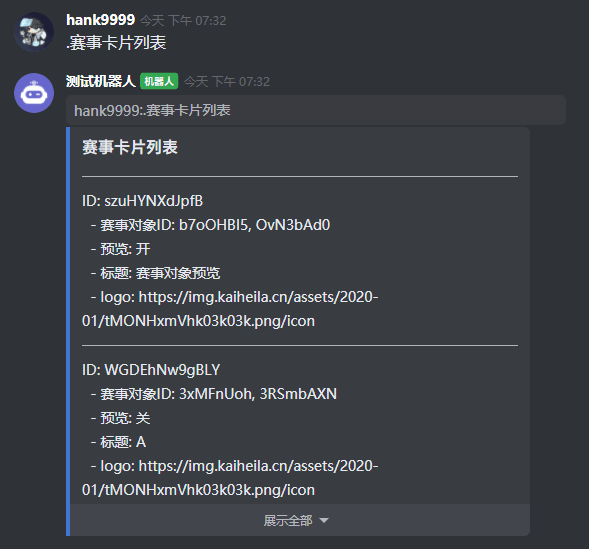 hank9999 今天 下午 07:32
.赛事卡片列表
测试机器人 机器人 今天 下午 07:32
hank9999:.赛事卡片列表
赛事卡片列表
ID: szuHYNXdJpfB
- 赛事对象ID: b7oOHBI5, OvN3bAd0
- 预览: 开
- 标题: 赛事对象预览
- logo: https://img.kaiheila.cn/assets/2020-
01/tMONHxmVhk03k03k.png/icon
ID: WGDEhNw9gBLY
- 赛事对象ID: 3xMFnUoh, 3RSmbAXN
- 预览: 关
- 标题: A
- logo: https://img.kaiheila.cn/assets/2020-
01/tMONHxmVhk03k03k.png/icon
展示全部